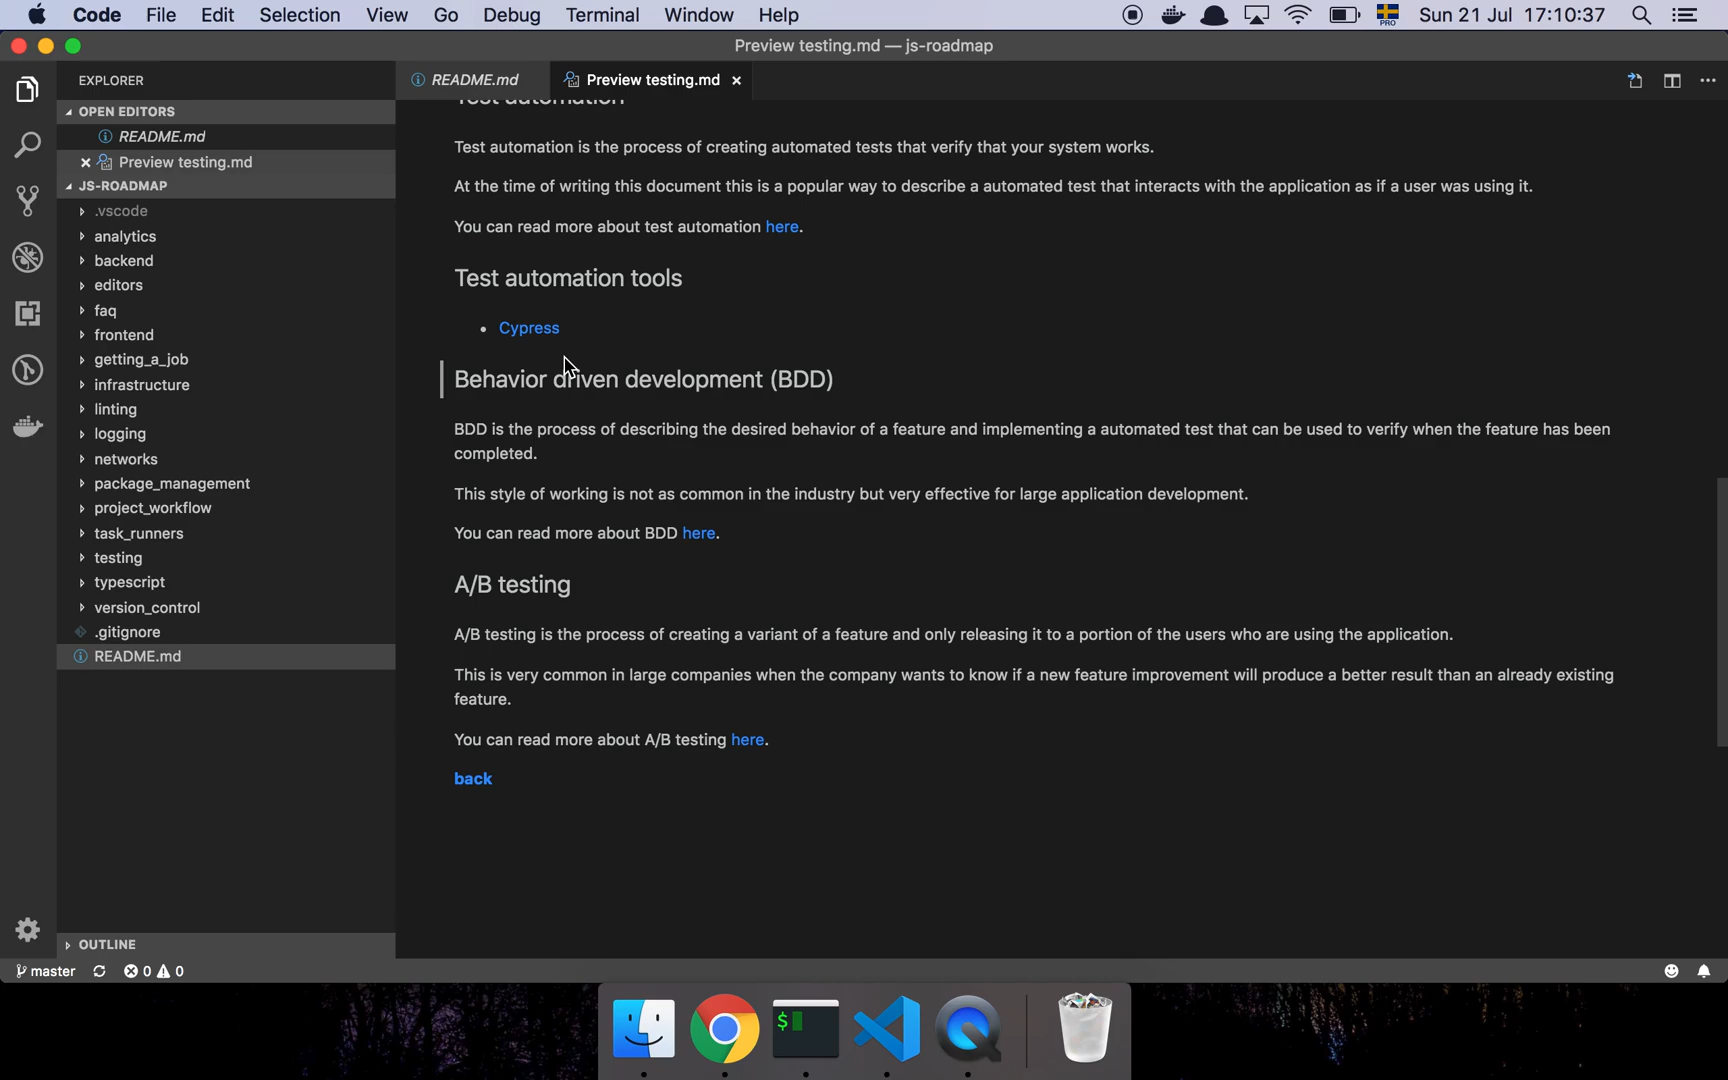 Code File Edit Selection View Go Debug Terminal Window Help
PRO
Sun 21 Jul 17:10:37
Preview testing.md — js-roadmap
EXPLORER
OPEN EDITORS
README.md
Preview testing.md
JS-ROADMAP
.vscode
analytics
backend
editors
faq
frontend
getting_a_job
infrastructure
linting
logging
networks
package_management
project_workflow
task_runners
testing
typescript
version_control
.gitignore
README.md
OUTLINE
README.md
Preview testing.md
Test automation
Test automation is the process of creating automated tests that verify that your system works.
At the time of writing this document this is a popular way to describe a automated test that interacts with the application as if a user was using it.
You can read more about test automation here.
Test automation tools
Cypress
Behavior driven development (BDD)
BDD is the process of describing the desired behavior of a feature and implementing a automated test that can be used to verify when the feature has been
completed.
This style of working is not as common in the industry but very effective for large application development.
You can read more about BDD here.
A/B testing
A/B testing is the process of creating a variant of a feature and only releasing it to a portion of the users who are using the application.
This is very common in large companies when the company wants to know if a new feature improvement will produce a better result than an already existing
feature.
You can read more about A/B testing here.
back
master 0 0
$